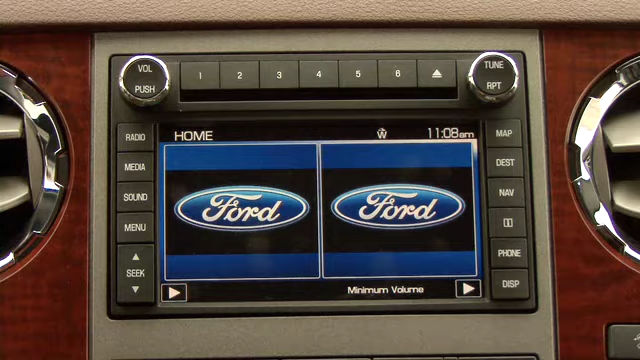 VOL
PUSH
1 2 3 4 5 6
TUNE
RPT
RADIO
MEDIA
SOUND
MENU
SEEK
HOME W 11:08am
Ford Ford
Minimum Volume
MAP
DEST
NAV
PHONE
DISP